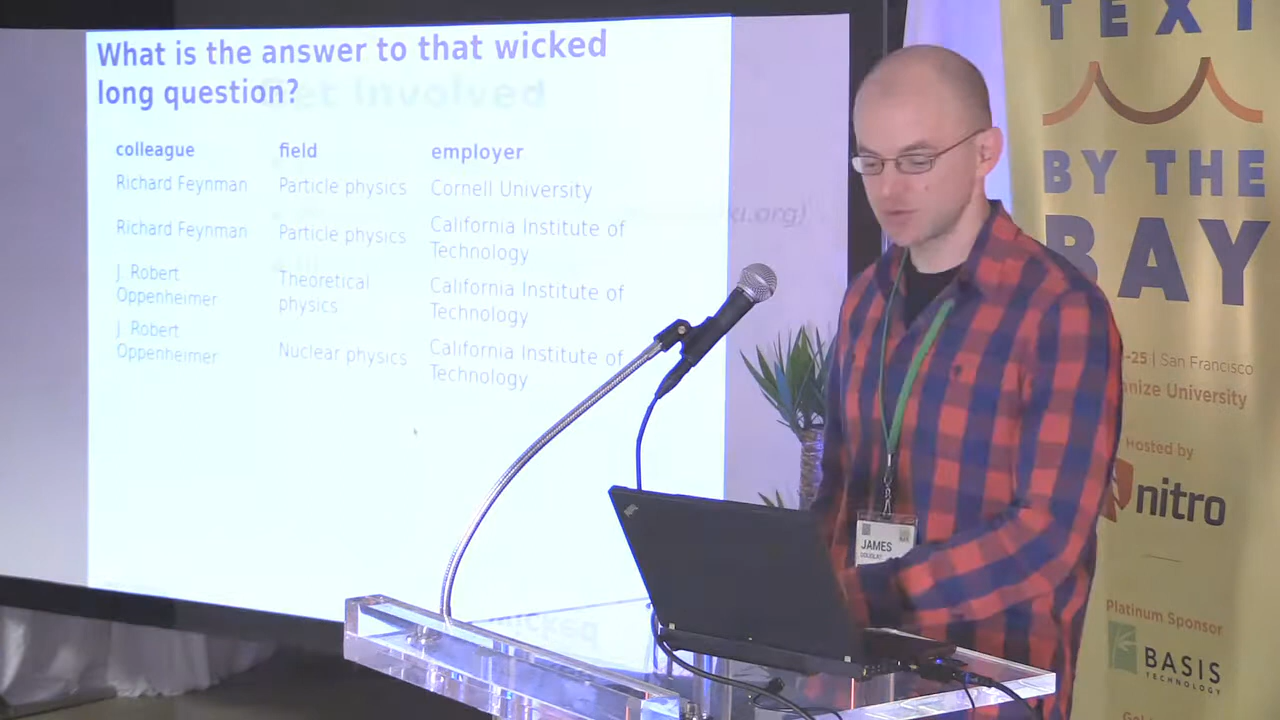 What is the answer to that wicked
long question?
Get Involved
colleague field employer
Richard Feynman Particle physics Cornell University
Richard Feynman Particle physics California Institute of
Technology
J. Robert
Oppenheimer Theoretical
physics California Institute of
Technology
J. Robert
Oppenheimer Nuclear physics California Institute of
Technology
TEXT
BY THE
BAY
-25 | San Francisco
University
Hosted by
nitro
Platinum Sponsor
BASIS
TECHNOLOGY
JAMES